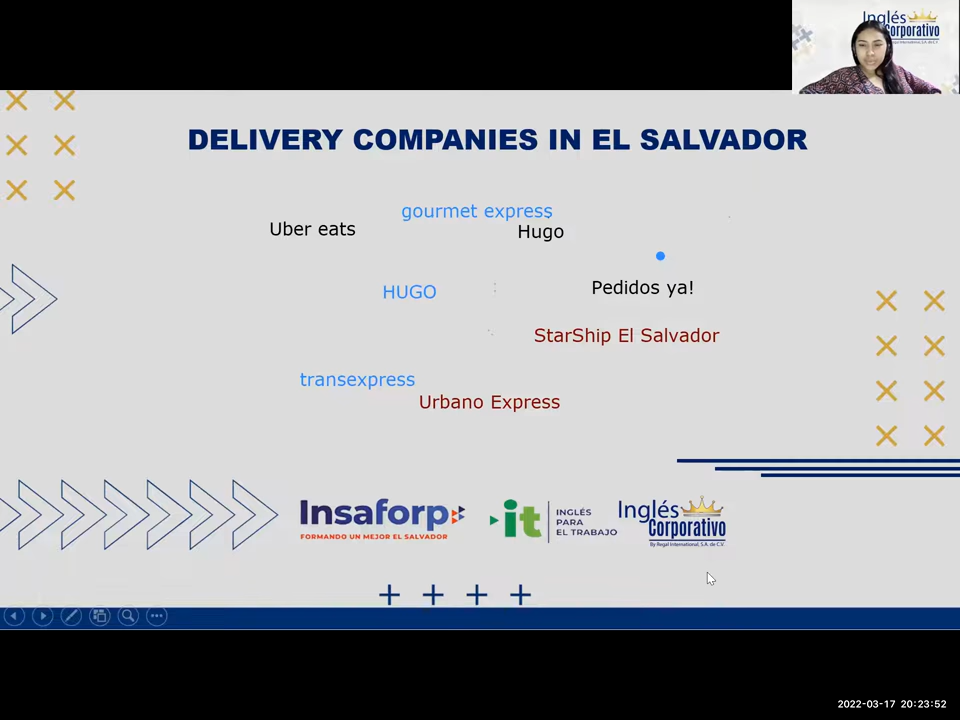 Inglés
Corporativo
DELIVERY COMPANIES IN EL SALVADOR
gourmet express
Uber eats
Hugo
HUGO
Pedidos ya!
StarShip El Salvador
transexpress
Urbano Express
Insaforp
FORMANDO UN MEJOR EL SALVADOR
it
INGLÉS
PARA
EL TRABAJO
Inglés
Corporativo
By Regal International, S.A. de C.V.
2022-03-17 20:23:52